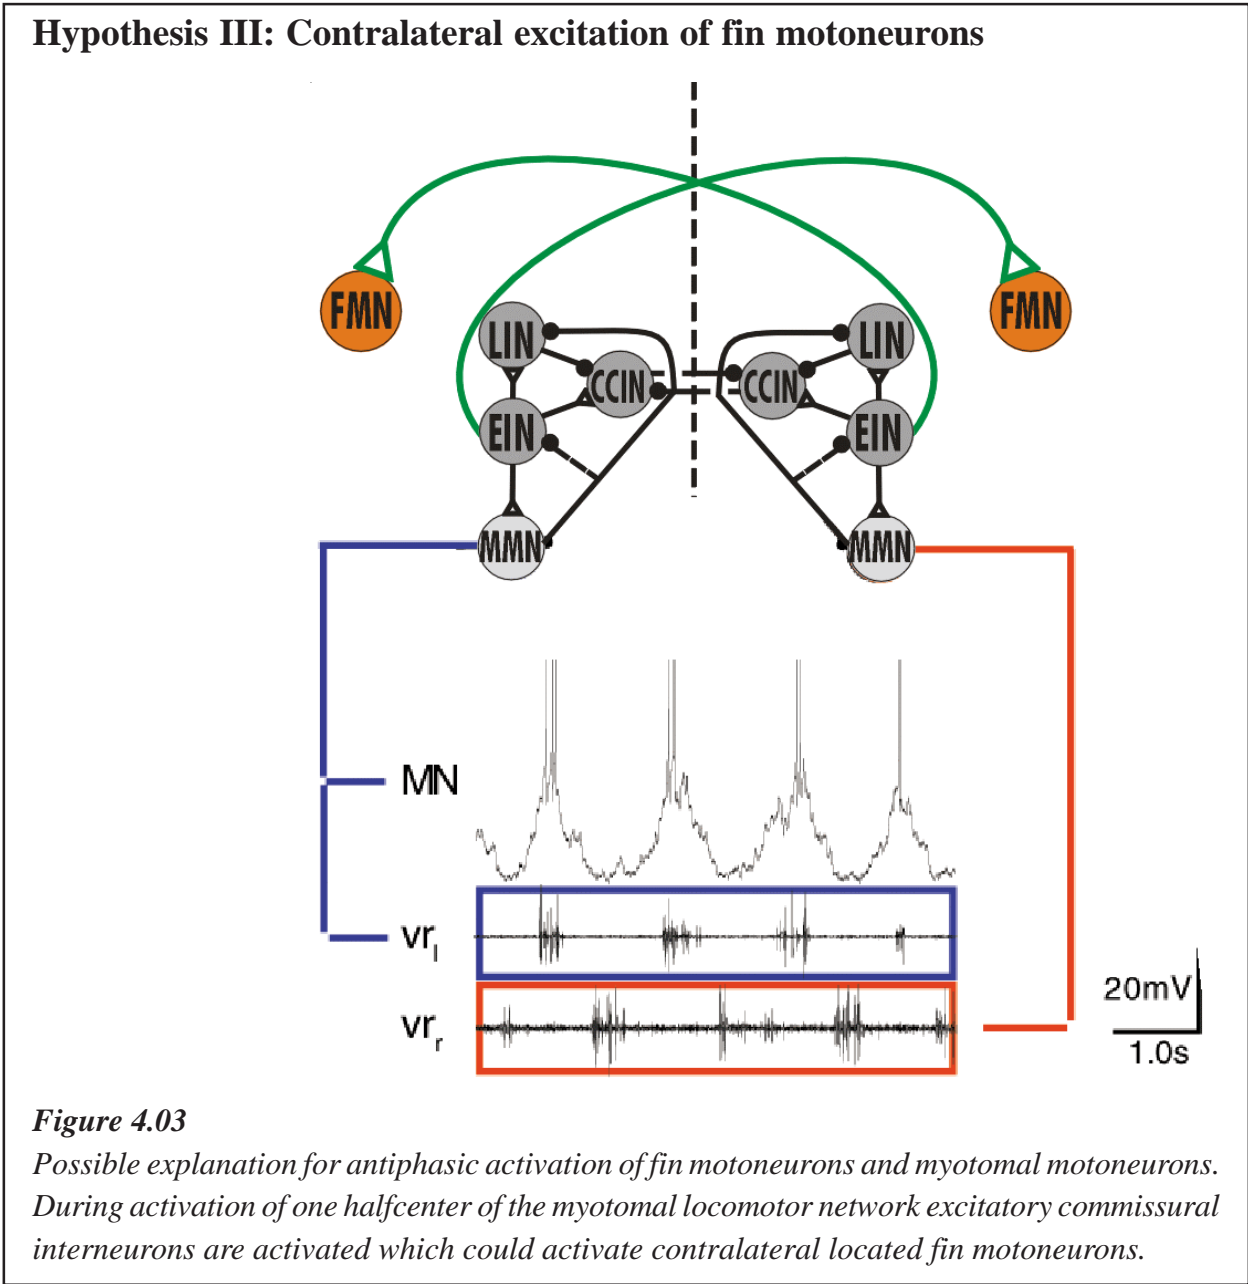 Hypothesis III: Contralateral excitation of fin motoneurons
FMN
FMN
LIN
LIN
CCIN
CCIN
EIN
EIN
MMN
MMN
MN
vrl
vrr
20mV
1.0s
Figure 4.03
Possible explanation for antiphasic activation of fin motoneurons and myotomal motoneurons.
During activation of one halfcenter of the myotomal locomotor network excitatory commissural
interneurons are activated which could activate contralateral located fin motoneurons.